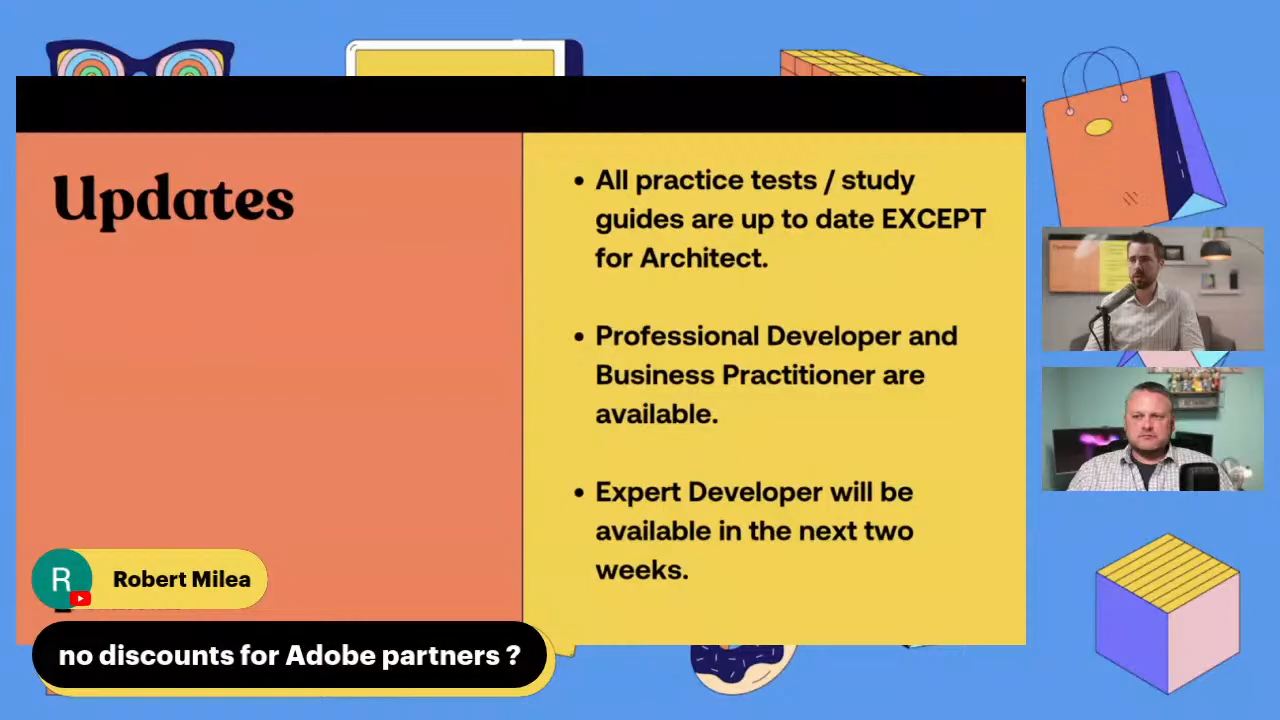 Updates
• All practice tests / study
guides are up to date EXCEPT
for Architect.
• Professional Developer and
Business Practitioner are
available.
• Expert Developer will be
available in the next two
weeks.
R
Robert Milea
no discounts for Adobe partners ?